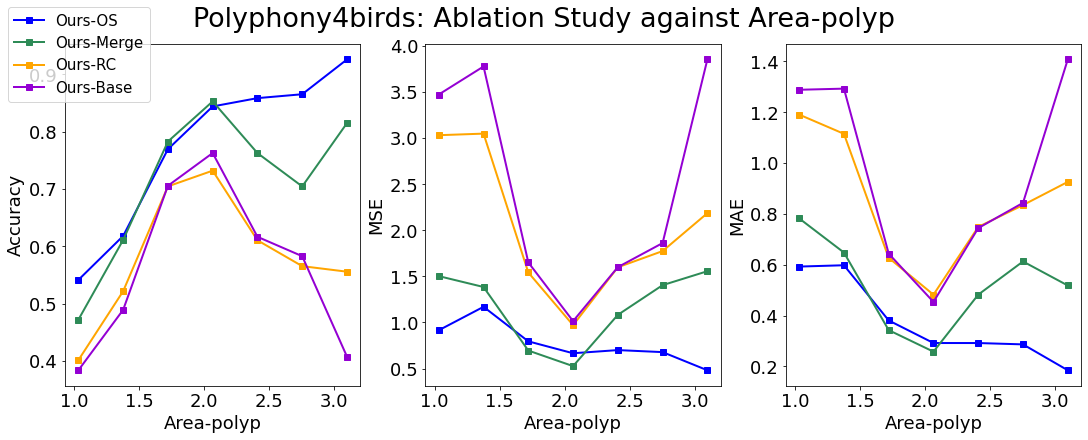 Polyphony4birds: Ablation Study against Area-polyp
Ours-OS
Ours-Merge
Ours-RC
Ours-Base
Accuracy
0.9
0.8
0.7
0.6
0.5
0.4
1.0 1.5 2.0 2.5 3.0
Area-polyp
MSE
4.0
3.5
3.0
2.5
2.0
1.5
1.0
0.5
1.0 1.5 2.0 2.5 3.0
Area-polyp
MAE
1.4
1.2
1.0
0.8
0.6
0.4
0.2
1.0 1.5 2.0 2.5 3.0
Area-polyp